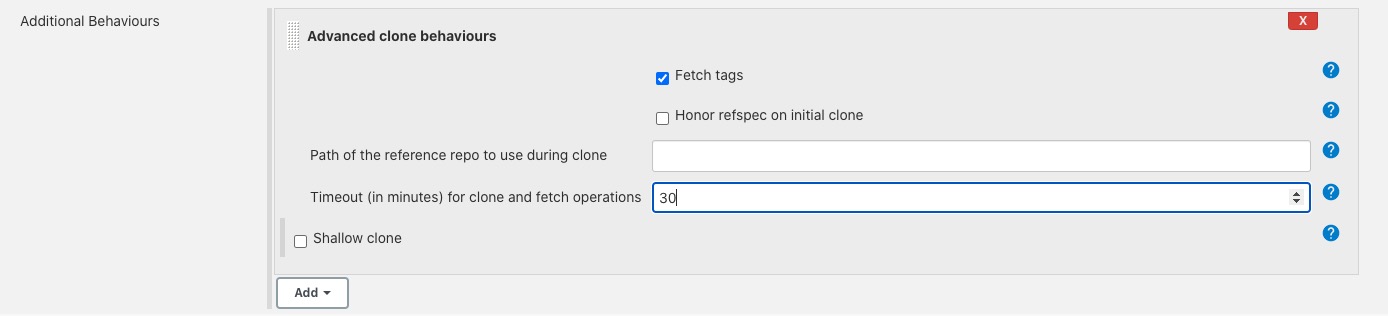 Additional Behaviours
X
Advanced clone behaviours
Fetch tags
?
Honor refspec on initial clone
?
Path of the reference repo to use during clone
?
Timeout (in minutes) for clone and fetch operations 30
?
Shallow clone
?
Add